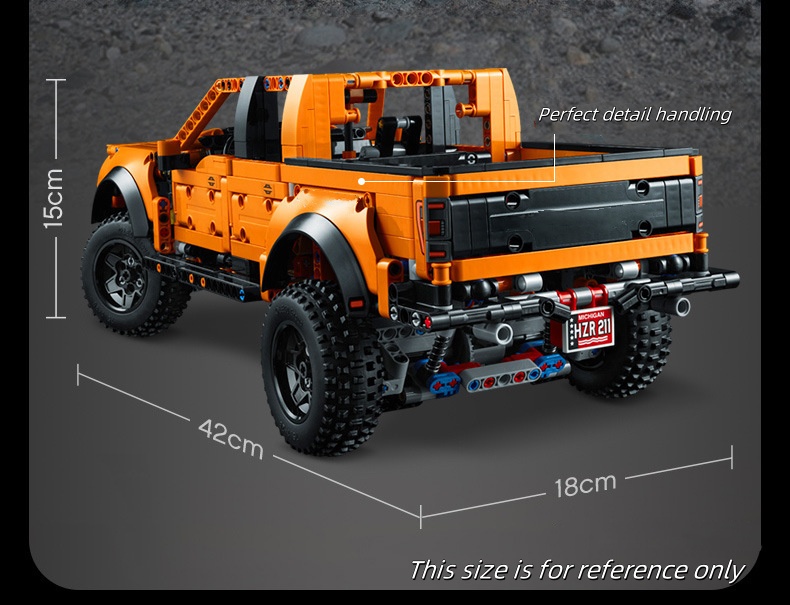 Perfect detail handling
15cm
MICHIGAN
HZR 211
42cm
18cm
This size is for reference only